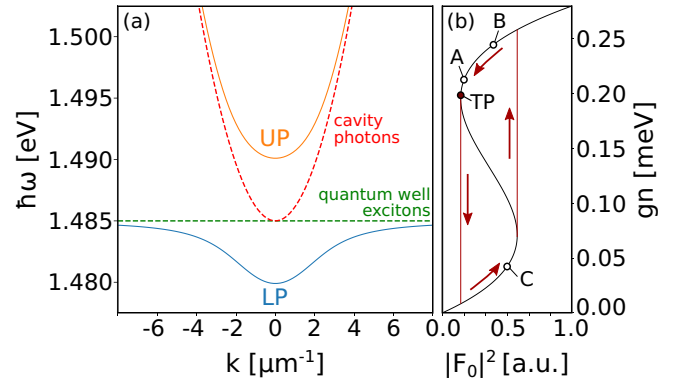 (a)
1.500
1.495
1.490
1.485
1.480
ħω [eV]
UP
cavity
photons
quantum well
excitons
LP
-6 -4 -2 0 2 4 6 8
k [μm⁻¹]
(b)
B
A
TP
C
0.25
0.20
0.15
0.10
0.05
0.00
gn [meV]
0.0 0.5 1.0
|F₀|² [a.u.]